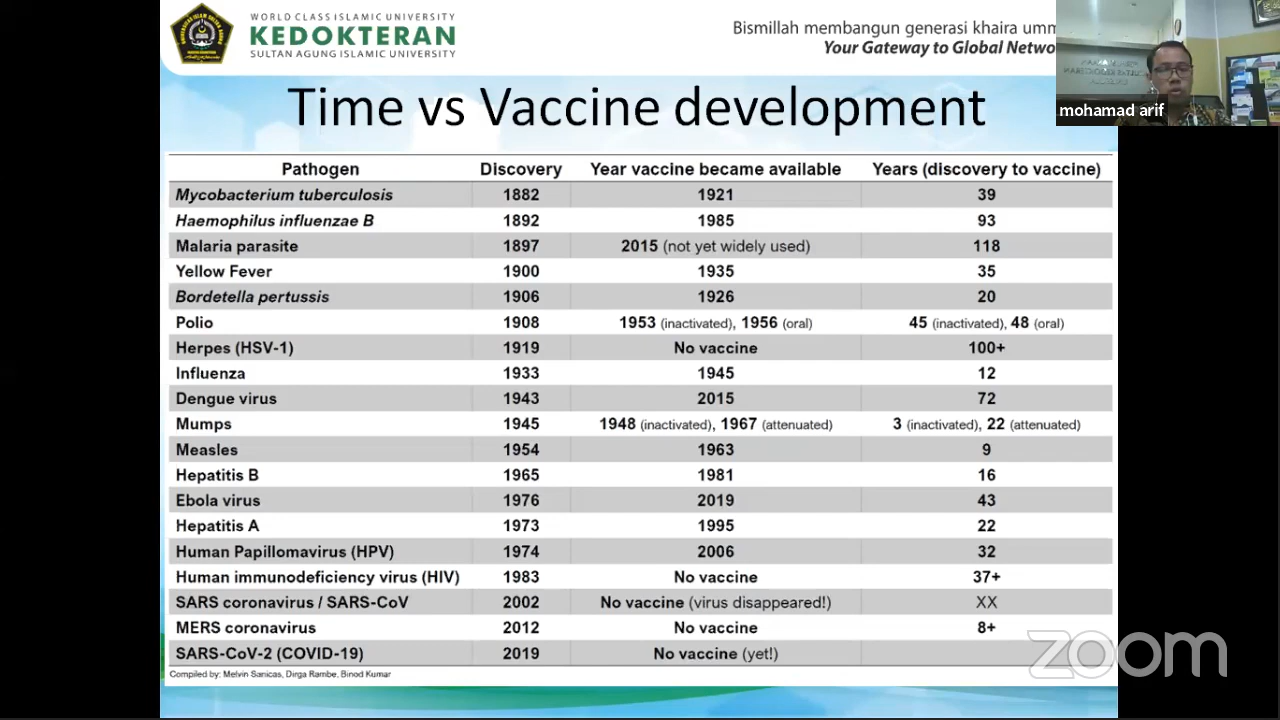 WORLD CLASS ISLAMIC UNIVERSITY
KEDOKTERAN
SULTAN AGUNG ISLAMIC UNIVERSITY
Bismillah membangun generasi khaira umm
Your Gateway to Global Netwo
mohamad arif
Time vs Vaccine development
Pathogen Discovery Year vaccine became available Years (discovery to vaccine)
Mycobacterium tuberculosis 1882 1921 39
Haemophilus influenzae B 1892 1985 93
Malaria parasite 1897 2015 (not yet widely used) 118
Yellow Fever 1900 1935 35
Bordetella pertussis 1906 1926 20
Polio 1908 1953 (inactivated), 1956 (oral) 45 (inactivated), 48 (oral)
Herpes (HSV-1) 1919 No vaccine 100+
Influenza 1933 1945 12
Dengue virus 1943 2015 72
Mumps 1945 1948 (inactivated), 1967 (attenuated) 3 (inactivated), 22 (attenuated)
Measles 1954 1963 9
Hepatitis B 1965 1981 16
Ebola virus 1976 2019 43
Hepatitis A 1973 1995 22
Human Papillomavirus (HPV) 1974 2006 32
Human immunodeficiency virus (HIV) 1983 No vaccine 37+
SARS coronavirus / SARS-CoV 2002 No vaccine (virus disappeared!) XX
MERS coronavirus 2012 No vaccine 8+
SARS-CoV-2 (COVID-19) 2019 No vaccine (yet!)
Compiled by: Melvin Sanicas, Dirga Rambe, Binod Kumar
zoom